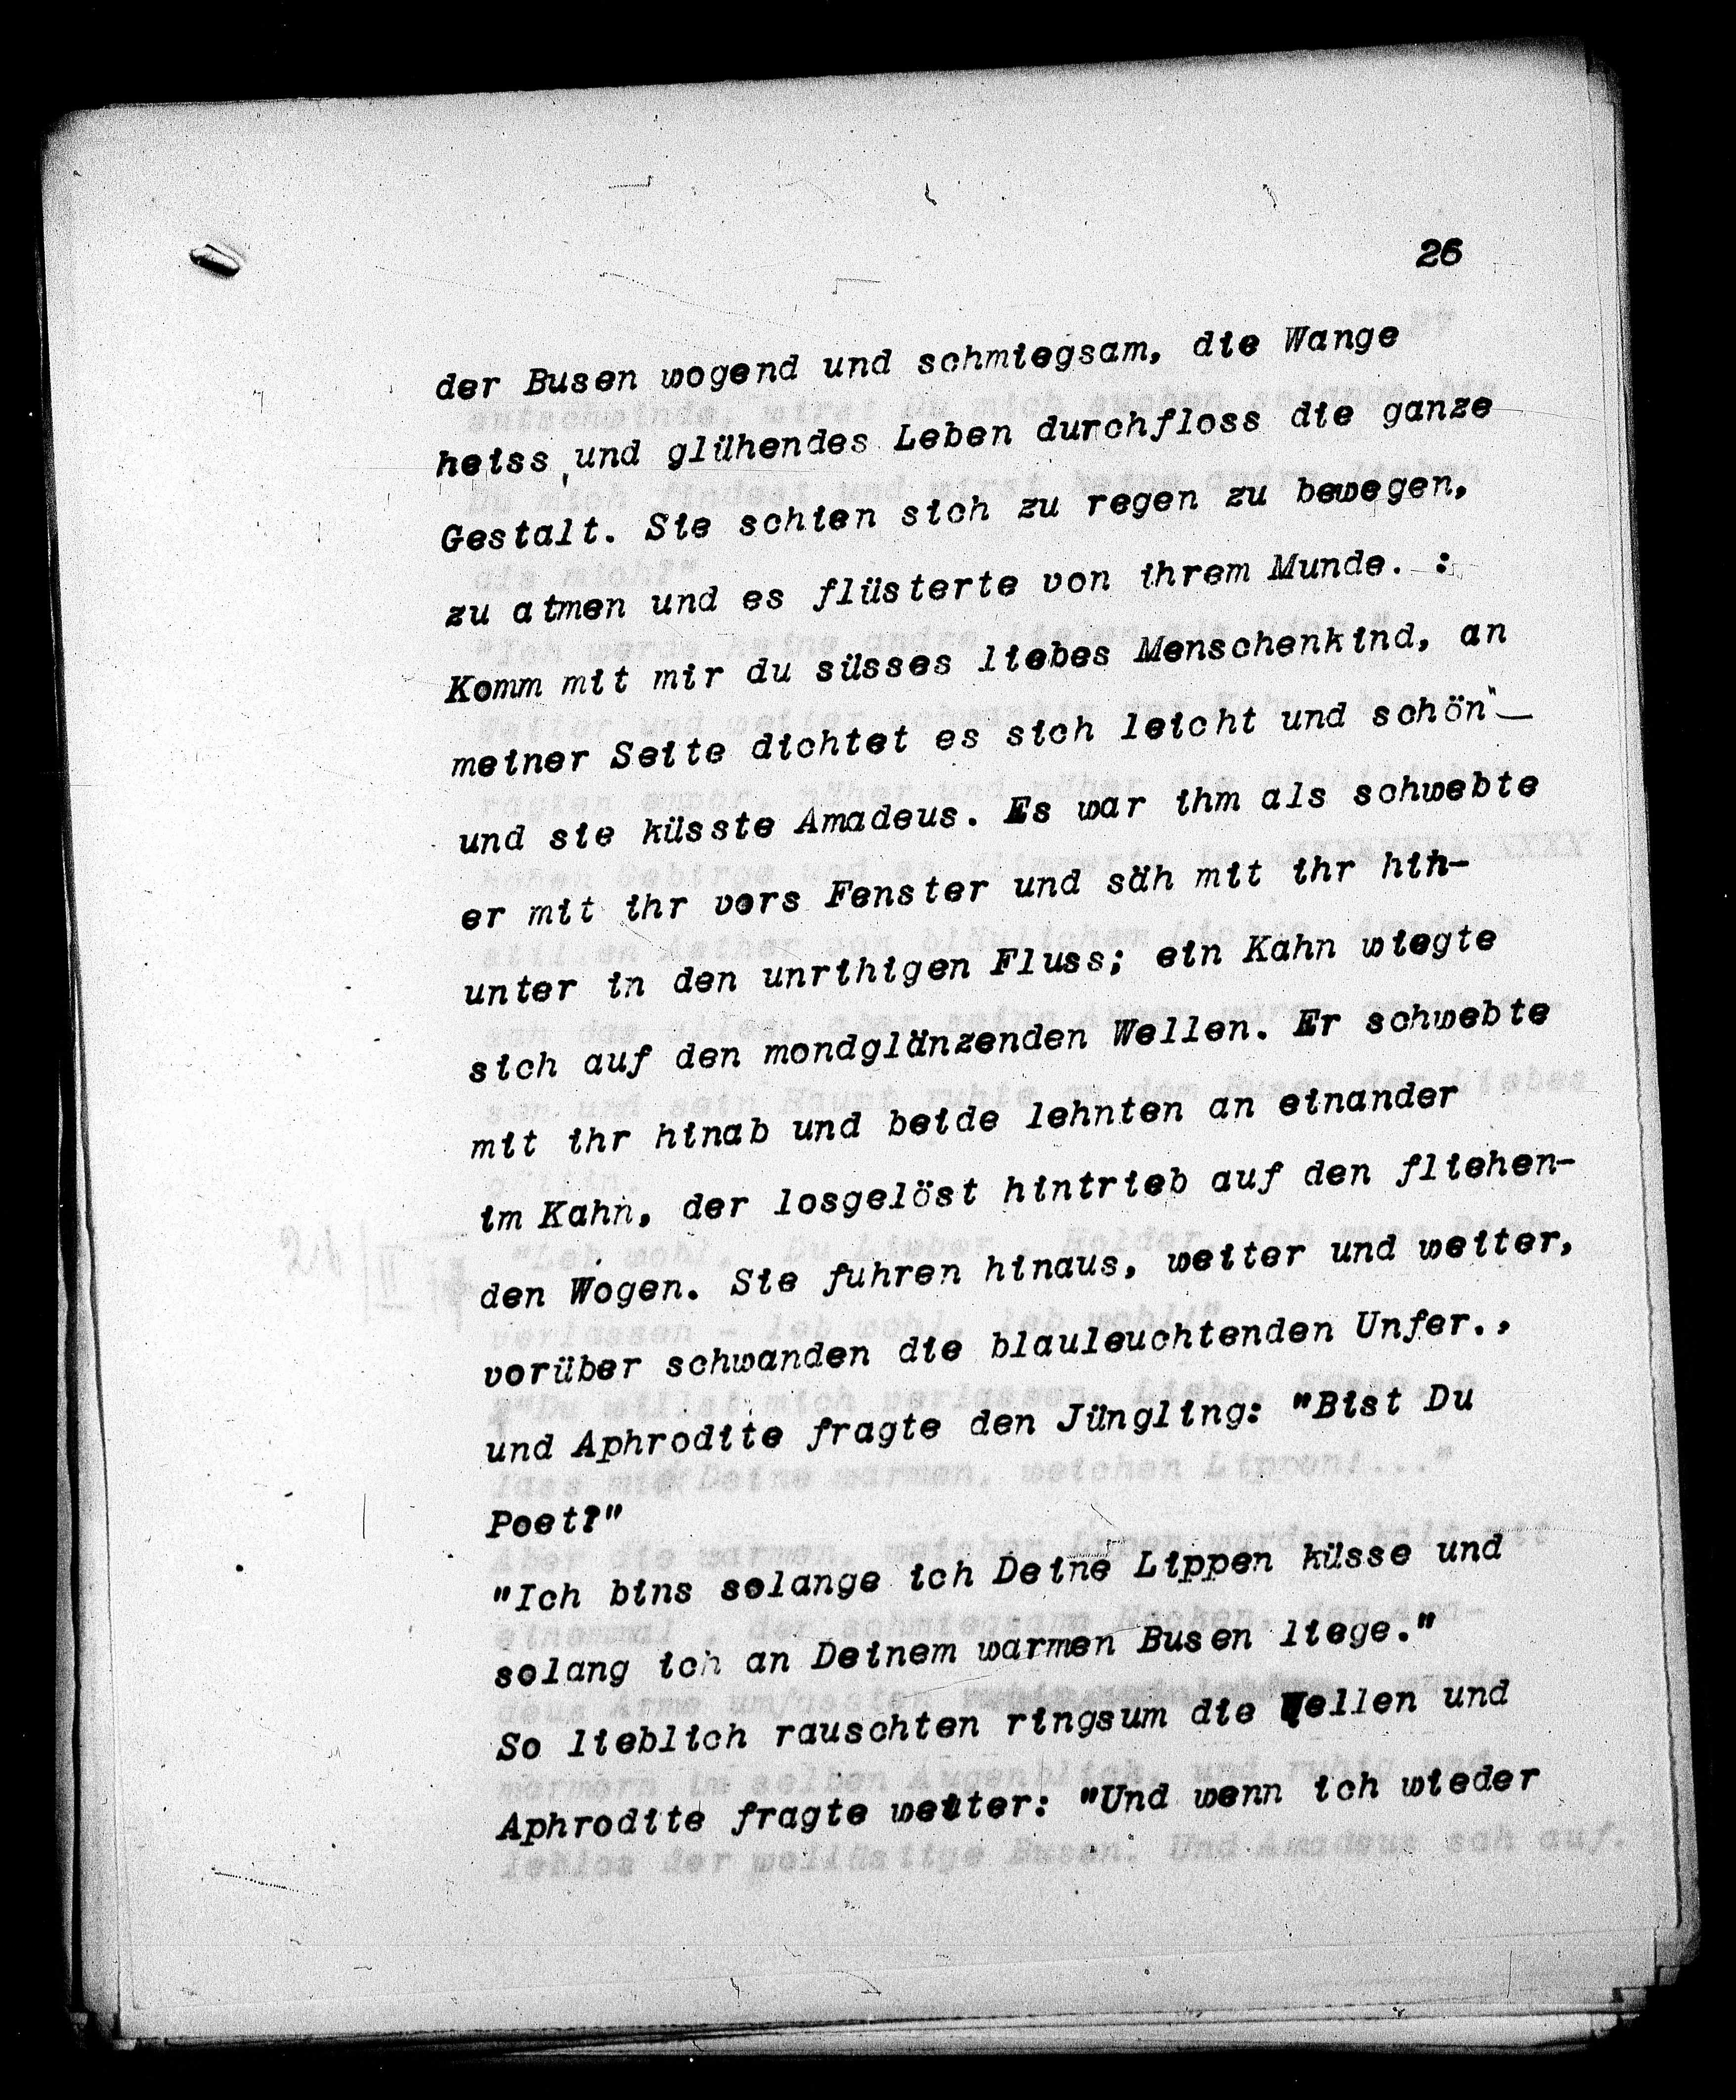 26
der Busen wogend und schmiegsam, die Wange
heiss,und glühendes Leben durchfloss die ganze
Gestalt. Sie schien sich zu regen zu bewegen,
zu atmen und es flüsterte von ihrem Munde. :
Komm mit mir du süsses liebes Menschenkind, an
meiner Seite dichtet es sich leicht und schön"—
und sie küsste Amadeus. Es war ihm als schwebte
er mit ihr vors Fenster und säh mit ihr hin-
unter in den unrihigen Fluss; ein Kahn wiegte
sich auf den mondglänzenden Wellen. Er schwebte
mit ihr hinab und beide lehnten an einander
im Kahn, der losgelöst hintrieb auf den fliehen-
den Wogen. Sie fuhren hinaus, weiter und weiter,
vorüber schwanden die blauleuchtenden Unfer.,
und Aphrodite fragte den Jüngling: "Bist Du
Poet?"
"Ich bins solange ich Deine Lippen küsse und
solang ich an Deinem warmen Busen liege."
So lieblich rauschten ringsum die Wellen und
Aphrodite fragte weiter: "Und wenn ich wieder